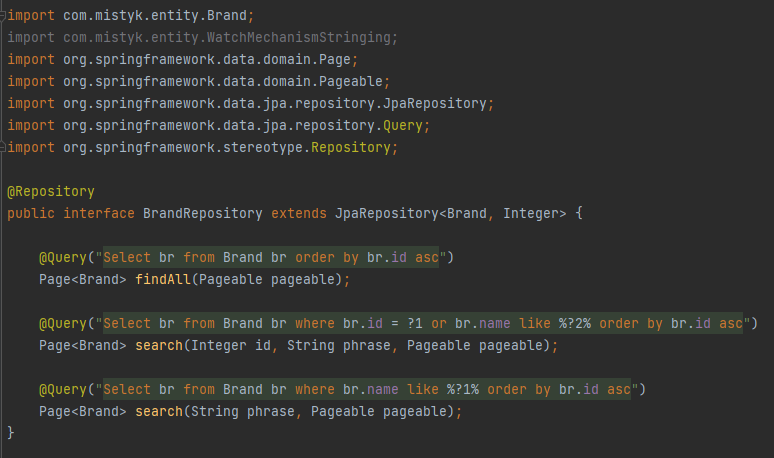 import com.mistyk.entity.Brand;
import com.mistyk.entity.WatchMechanismStringing;
import org.springframework.data.domain.Page;
import org.springframework.data.domain.Pageable;
import org.springframework.data.jpa.repository.JpaRepository;
import org.springframework.data.jpa.repository.Query;
import org.springframework.stereotype.Repository;
@Repository
public interface BrandRepository extends JpaRepository<Brand, Integer> {
@Query("Select br from Brand br order by br.id asc")
Page<Brand> findAll(Pageable pageable);
@Query("Select br from Brand br where br.id = ?1 or br.name like %?2% order by br.id asc")
Page<Brand> search(Integer id, String phrase, Pageable pageable);
@Query("Select br from Brand br where br.name like %?1% order by br.id asc")
Page<Brand> search(String phrase, Pageable pageable);
}